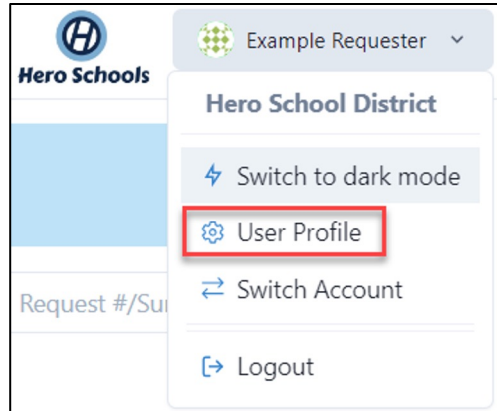 H
Hero Schools
Example Requester
Hero School District
Switch to dark mode
User Profile
Switch Account
Logout
Request #/Su